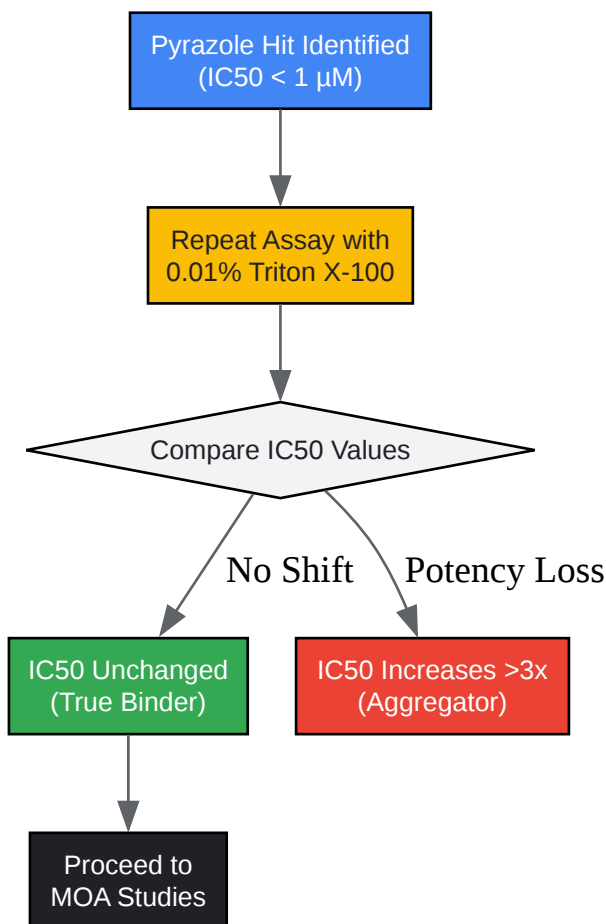 Pyrazole Hit Identified
(IC50 < 1 µM)
Repeat Assay with
0.01% Triton X-100
Compare IC50 Values
No Shift
Potency Loss
IC50 Unchanged
(True Binder)
IC50 Increases >3x
(Aggregator)
Proceed to
MOA Studies